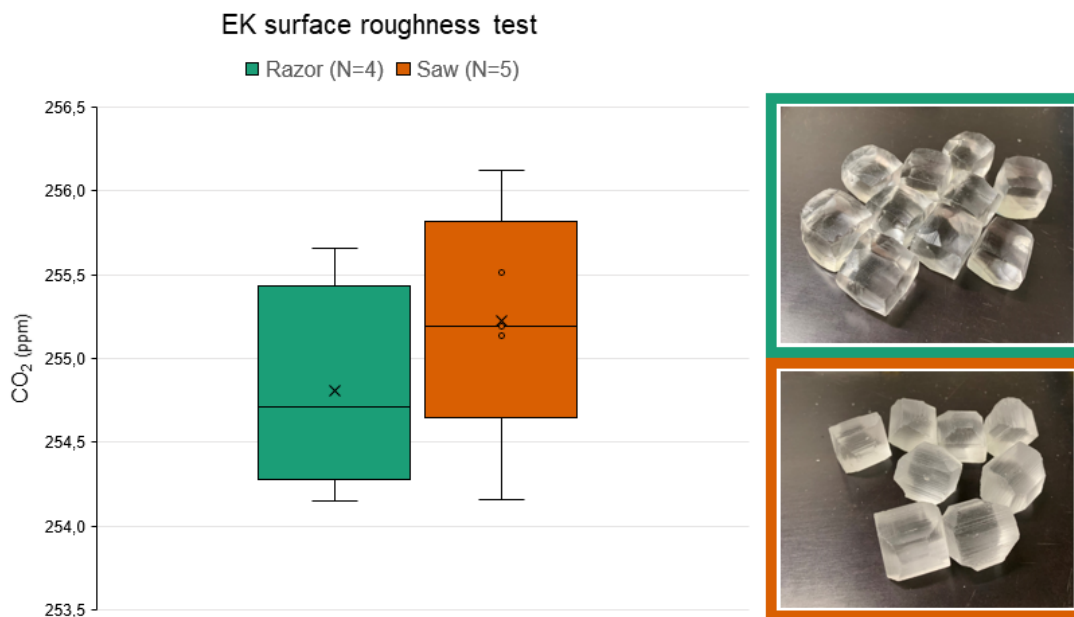 EK surface roughness test
Razor (N=4) Saw (N=5)
CO₂ (ppm)
256,5
256,0
255,5
255,0
254,5
254,0
253.5